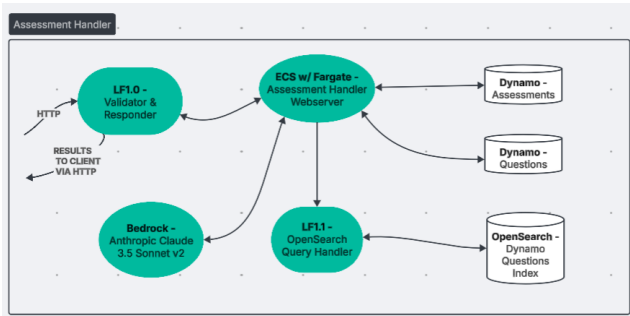 Assessment Handler
LF1.0 -
Validator &
Responder
HTTP
RESULTS
TO CLIENT
VIA HTTP
ECS w/ Fargate -
Assessment Handler
Webserver
Dynamo -
Assessments
Dynamo -
Questions
Bedrock -
Anthropic Claude
3.5 Sonnet v2
LF1.1 -
OpenSearch
Query Handler
OpenSearch -
Dynamo
Questions
Index